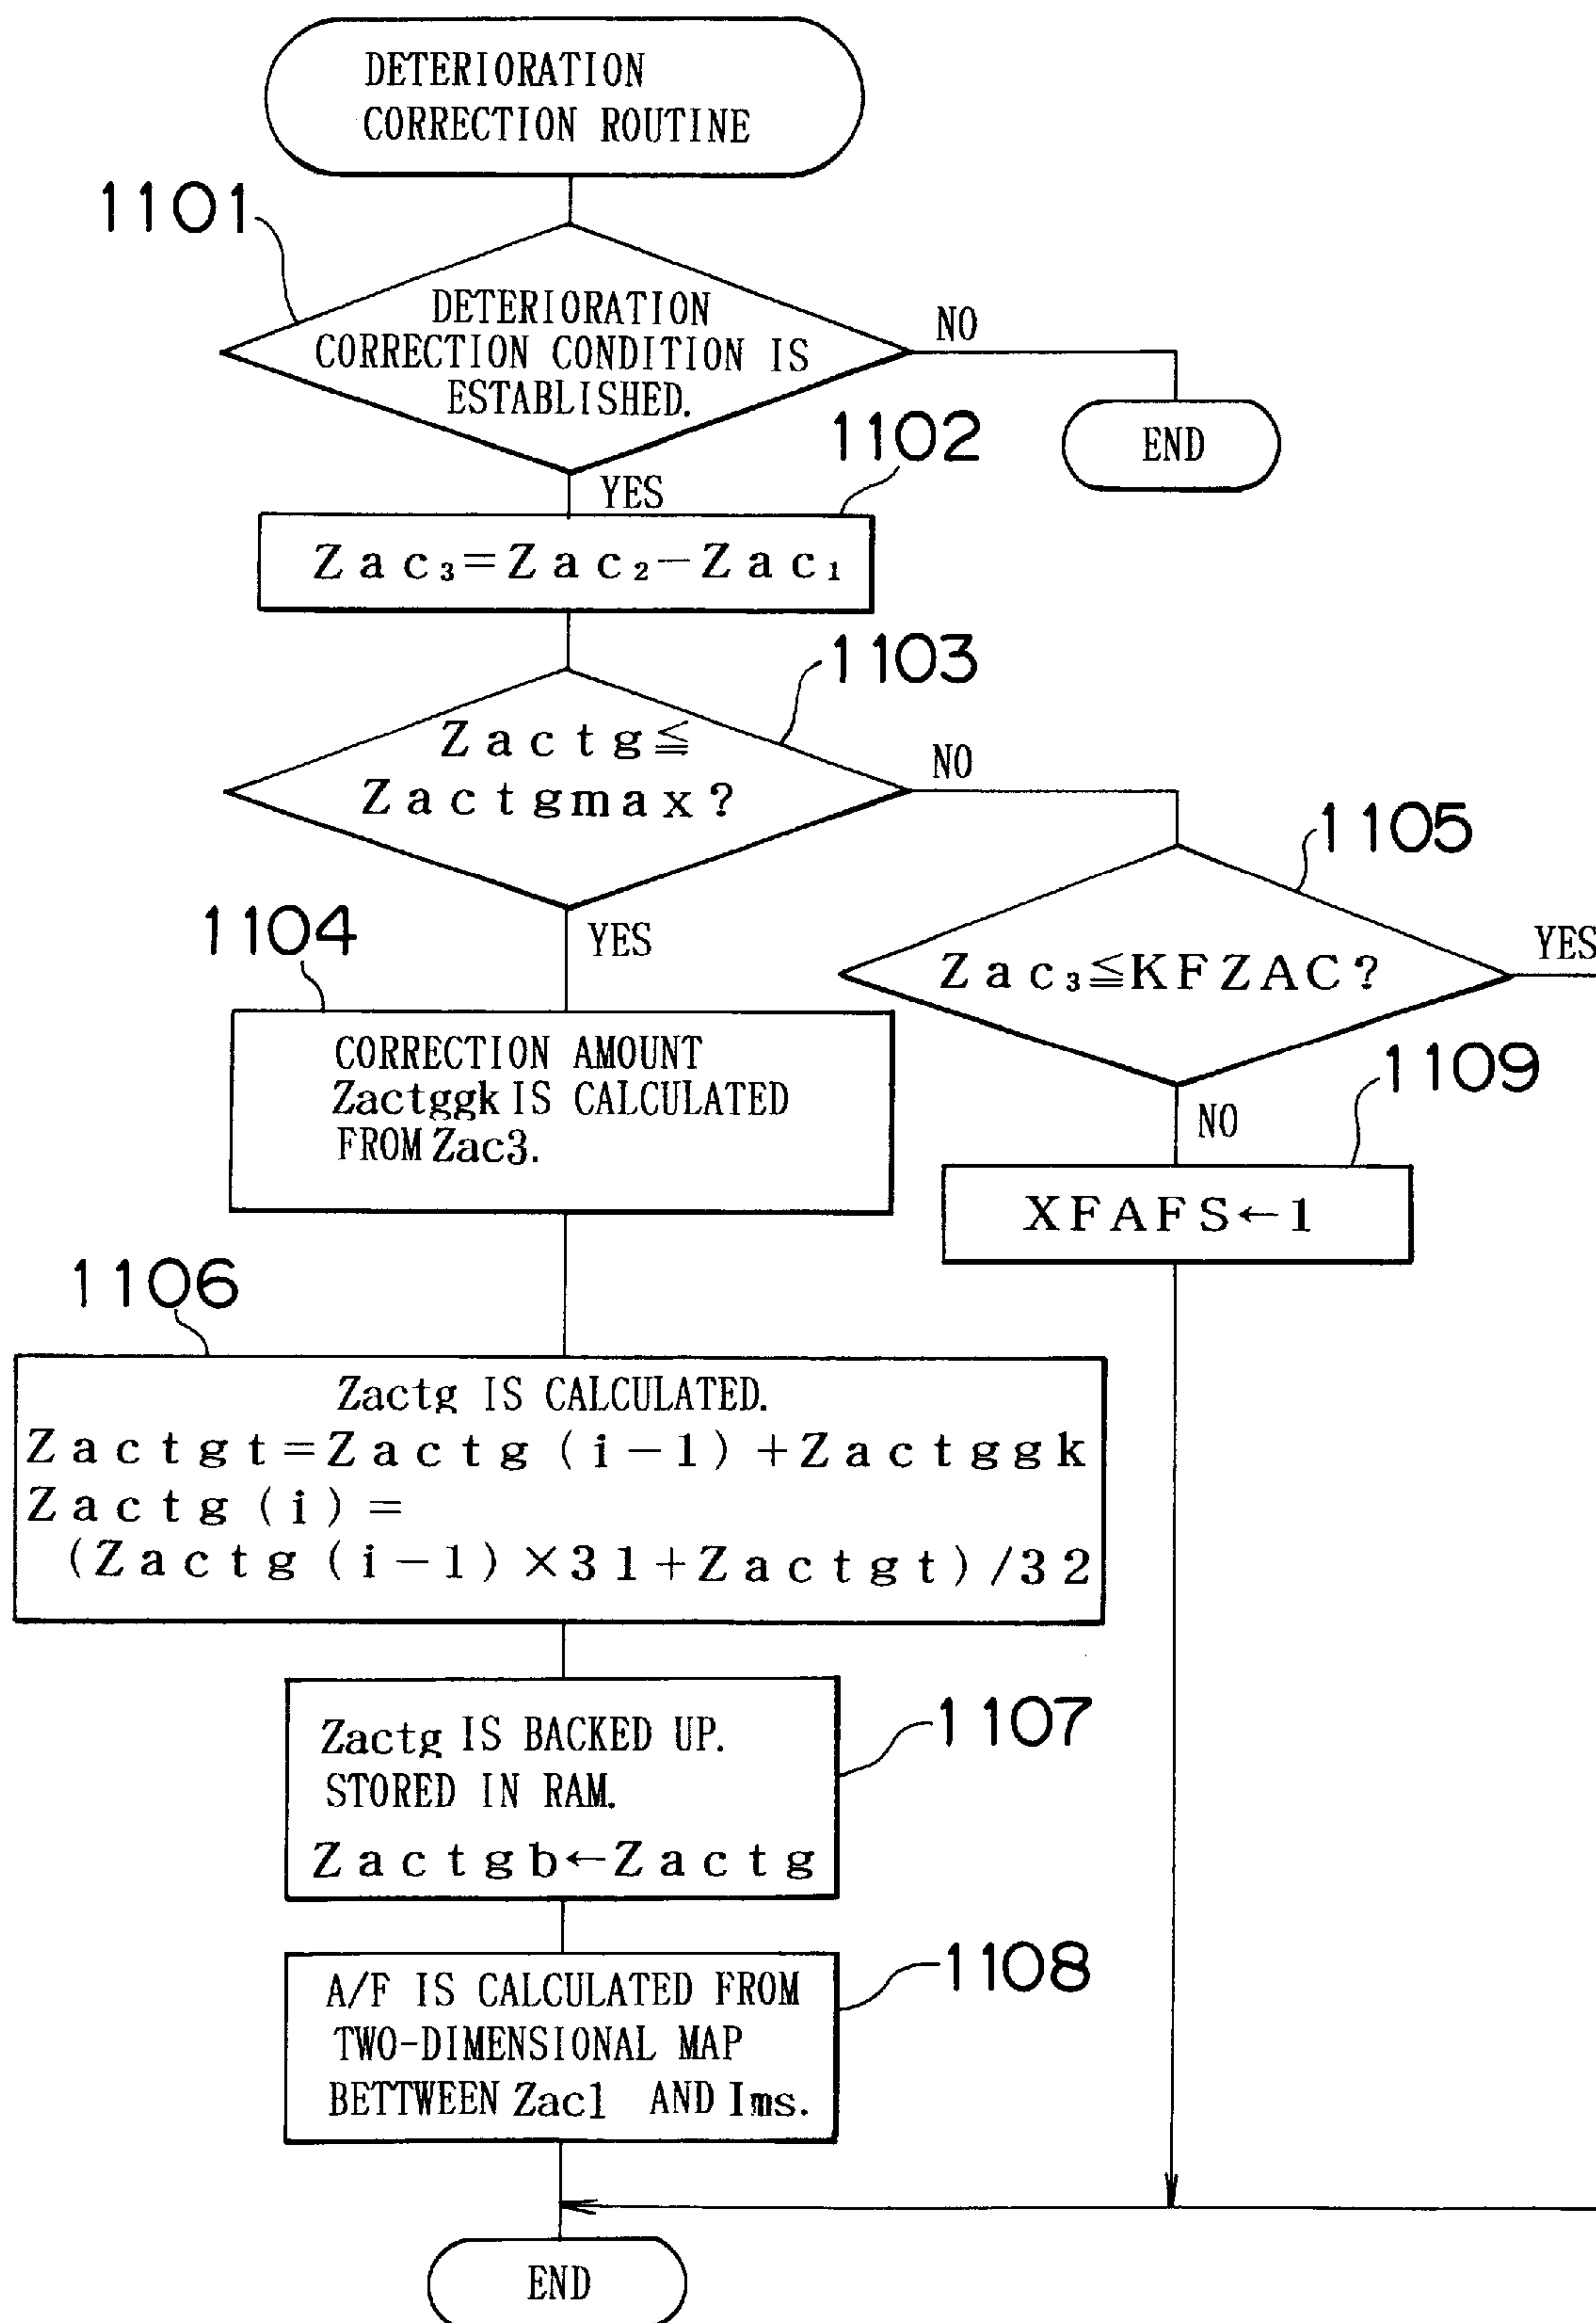 DETERIORATION
CORRECTION ROUTINE
1101
DETERIORATION
CORRECTION CONDITION IS
ESTABLISHED.
NO
END
1102
YES
Zac₃=Zac₂−Zac₁
1103
Zactg≦
Zactgmax?
NO
1105
1104
YES
Zac₃≦KFZAC?
YES
CORRECTION AMOUNT
Zactggk IS CALCULATED
FROM Zac3.
1109
NO
XFAFS←1
1106
Zactg IS CALCULATED.
Zactgt=Zactg(i−1)+Zactggk
Zactg(i)=
(Zactg(i−1)×31+Zactgt)/32
1107
Zactg IS BACKED UP.
STORED IN RAM.
Zactgb←Zactg
1108
A/F IS CALCULATED FROM
TWO-DIMENSIONAL MAP
BETTWEEN Zac1 AND Ims.
END